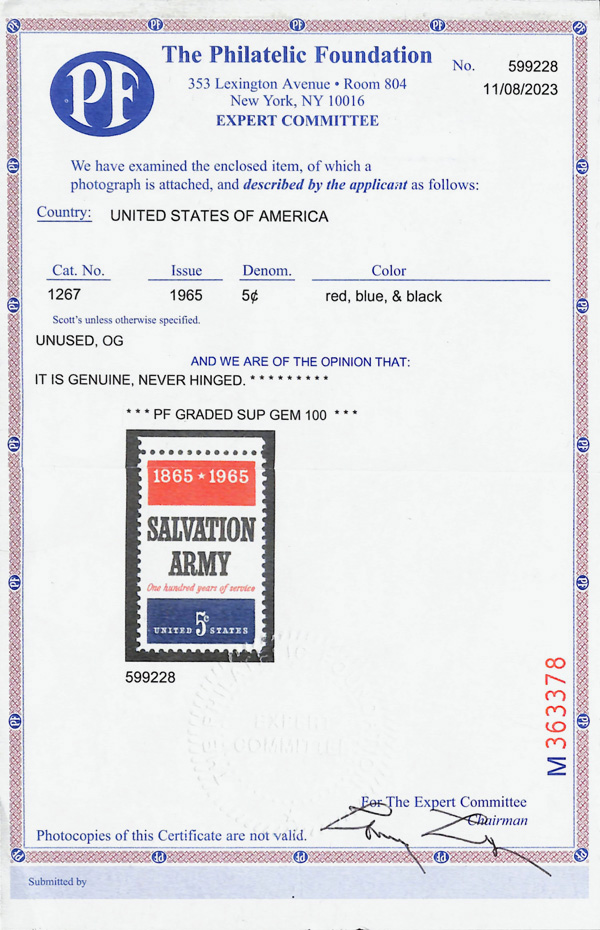 PF
The Philatelic Foundation
No. 599228
353 Lexington Avenue • Room 804
11/08/2023
New York, NY 10016
EXPERT COMMITTEE
We have examined the enclosed item, of which a
photograph is attached, and described by the applicant as follows:
Country: UNITED STATES OF AMERICA
Cat. No. Issue Denom. Color
1267 1965 5¢ red, blue, & black
Scott's unless otherwise specified.
UNUSED, OG
AND WE ARE OF THE OPINION THAT:
IT IS GENUINE, NEVER HINGED. * * * * * * * * *
* * * PF GRADED SUP GEM 100 * * *
1865 ★ 1965
SALVATION
ARMY
One hundred years of service
UNITED 5c STATES
599228
EXPERT
COMMITTEE
M 363378
For The Expert Committee
Chairman
Photocopies of this Certificate are not valid.
Submitted by